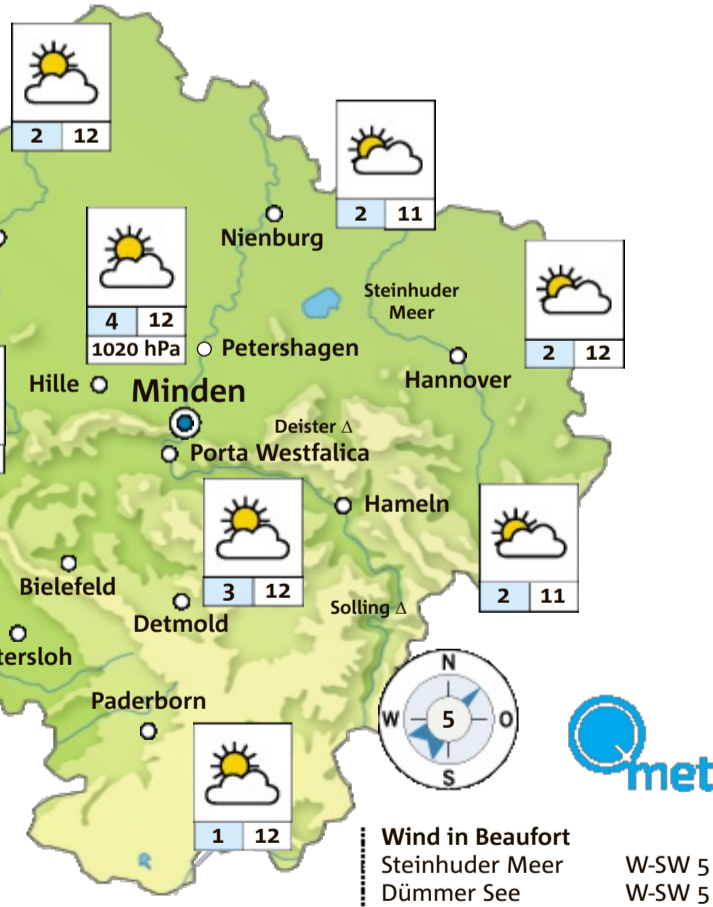 2 12
2 11
Nienburg
Steinhuder
Meer
4 12
1020 hPa
2 12
Petershagen
Hille
Minden
Hannover
Deister Δ
Porta Westfalica
Hameln
3 12
2 11
Bielefeld
Detmold
Solling Δ
tersloh
Paderborn
N
W 5 O
S
met
1 12
Wind in Beaufort
Steinhuder Meer W-SW 5
Dümmer See W-SW 5